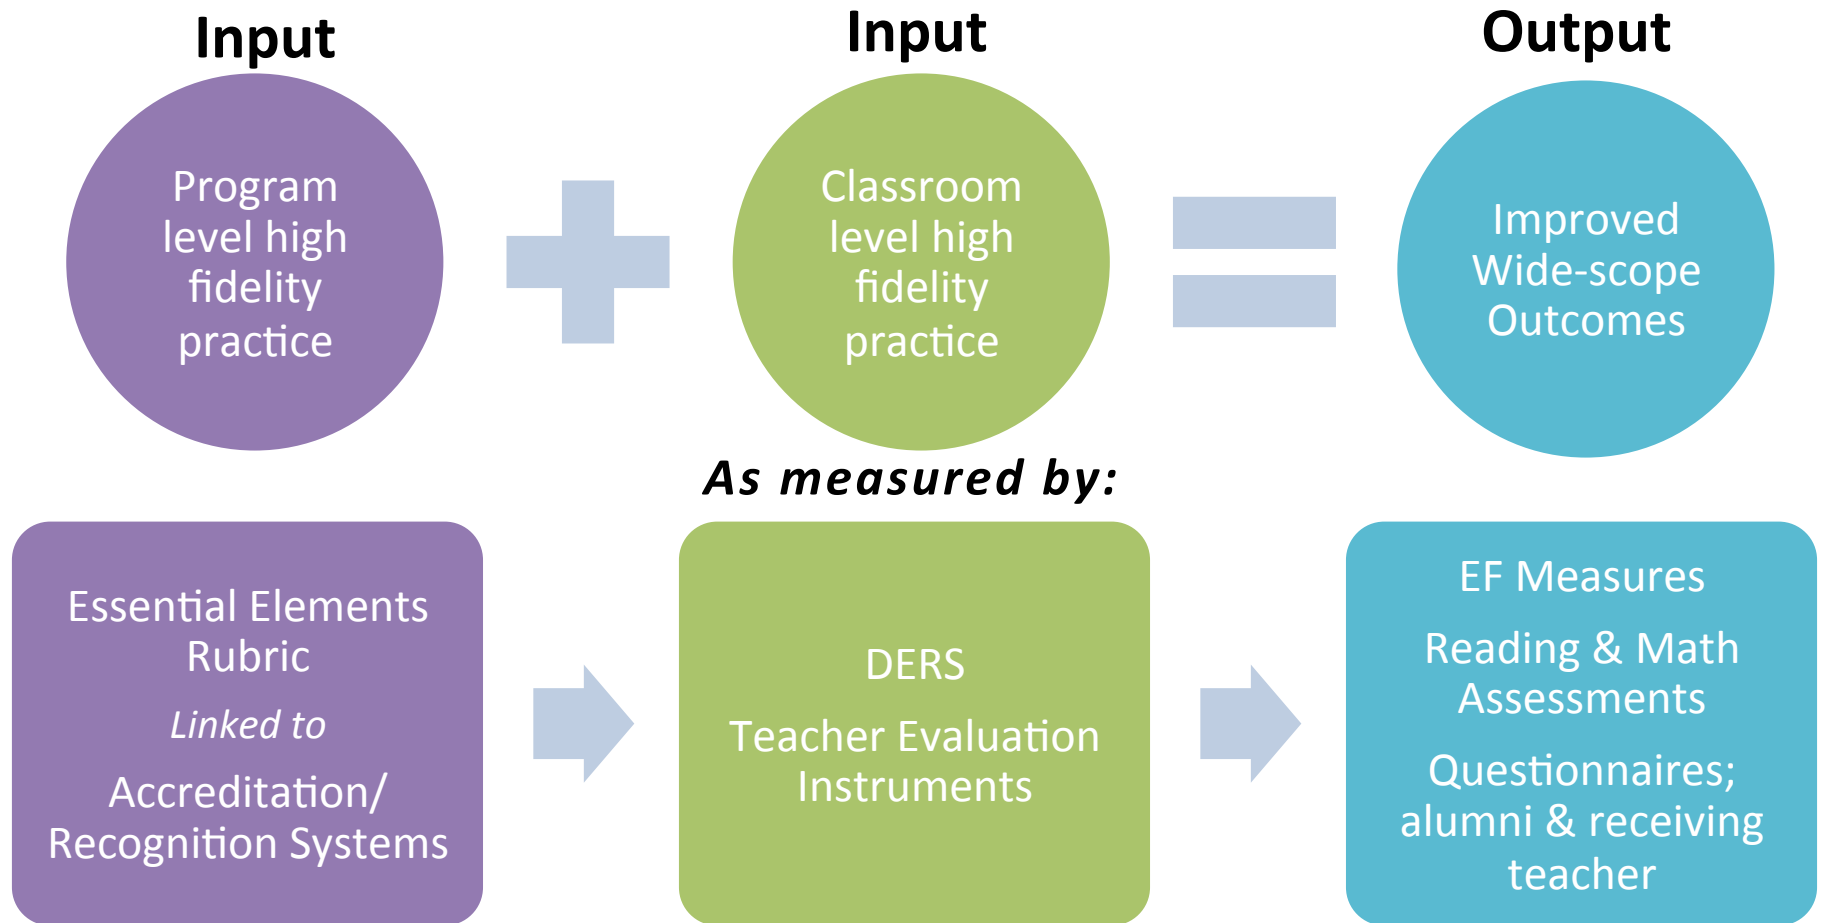 Input
Input
Output
Program
level high
fidelity
practice
Classroom
level high
fidelity
practice
Improved
Wide-scope
Outcomes
As measured by:
Essential Elements
Rubric
Linked to
Accreditation/
Recognition Systems
DERS
Teacher Evaluation
Instruments
EF Measures
Reading & Math
Assessments
Questionnaires;
alumni & receiving
teacher